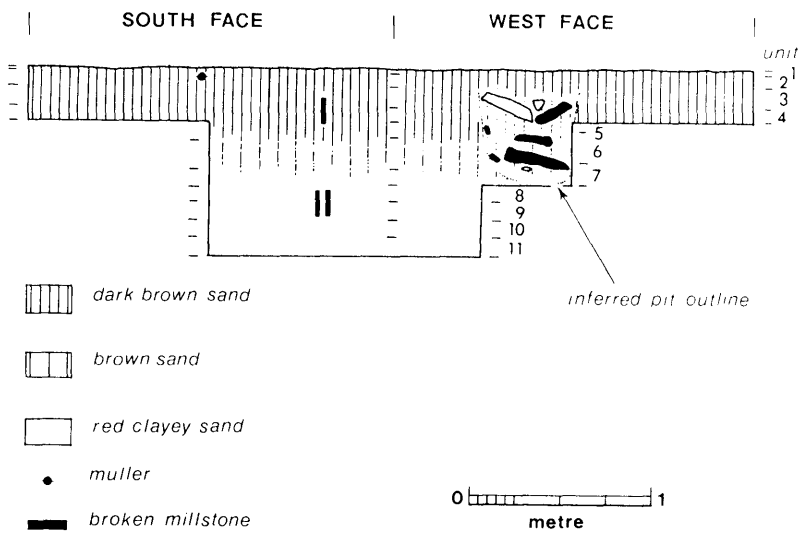 SOUTH FACE
WEST FACE
unit
1
2
3
4
I
5
6
7
II
8
9
10
11
dark brown sand
inferred pit outline
brown sand
red clayey sand
muller
broken millstone
0 1
metre